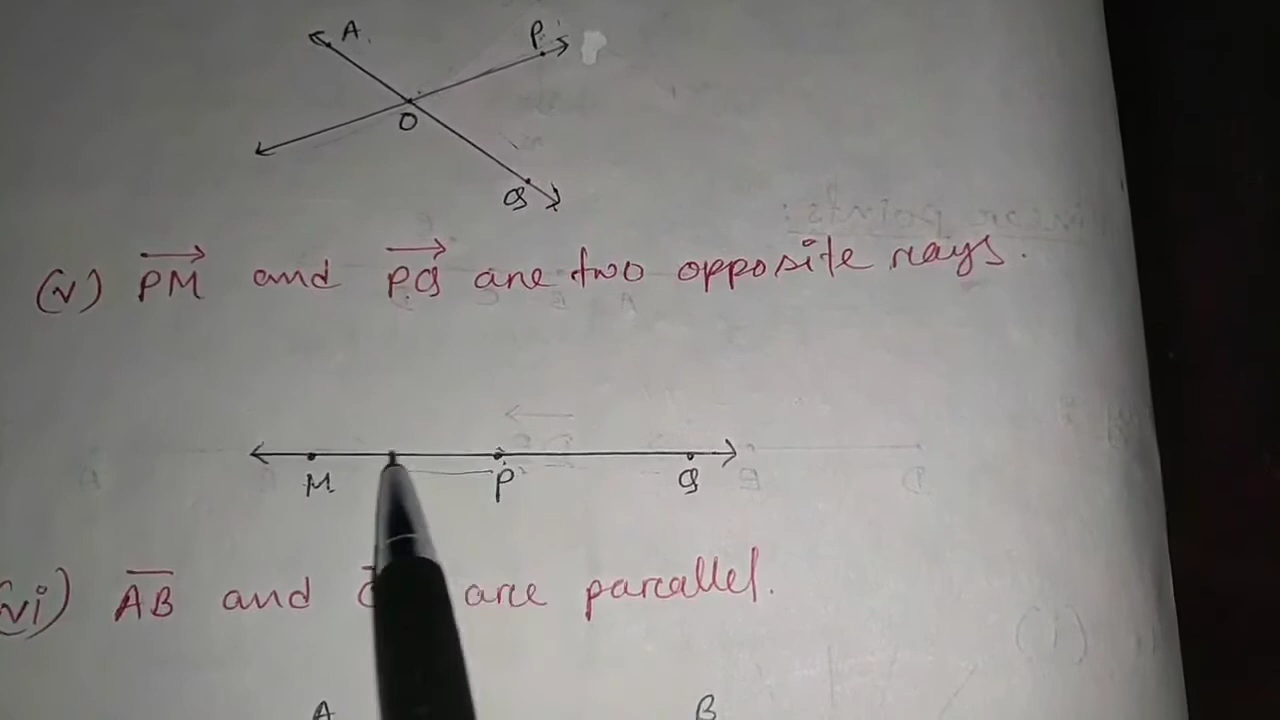 A.
P
O
Q
(v) PM and PQ are two opposite rays.
M P Q
(vi) AB and are parallel.
A B